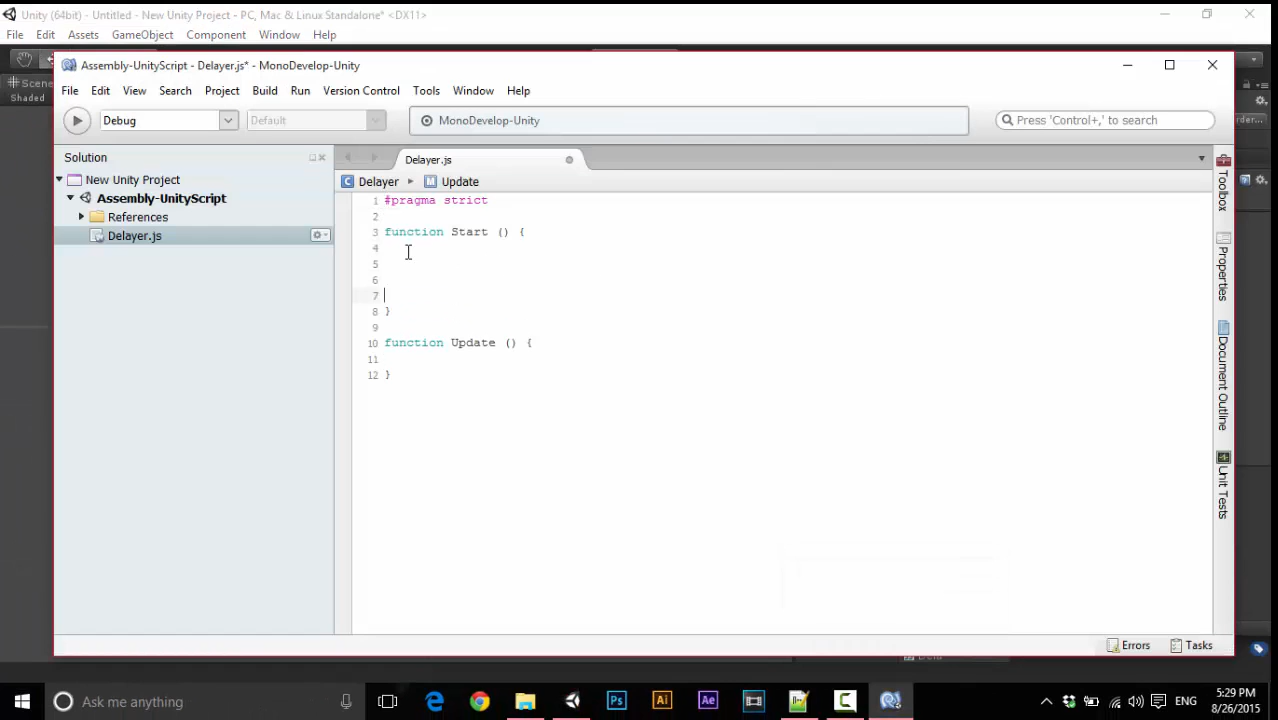 Unity (64bit) - Untitled - New Unity Project - PC, Mac & Linux Standalone* <DX11>
File Edit Assets GameObject Component Window Help
Scene
Shaded
Assembly-UnityScript - Delayer.js* - MonoDevelop-Unity
File Edit View Search Project Build Run Version Control Tools Window Help
Debug Default MonoDevelop-Unity Press 'Control+,' to search
Solution
New Unity Project
Assembly-UnityScript
References
Delayer.js
Delayer.js
Delayer Update
1 #pragma strict
2
3 function Start () {
4
5
6
7
8 }
9
10 function Update () {
11
12 }
Toolbox
Properties
Document Outline
Unit Tests
Errors Tasks
Ask me anything
ENG
5:29 PM
8/26/2015